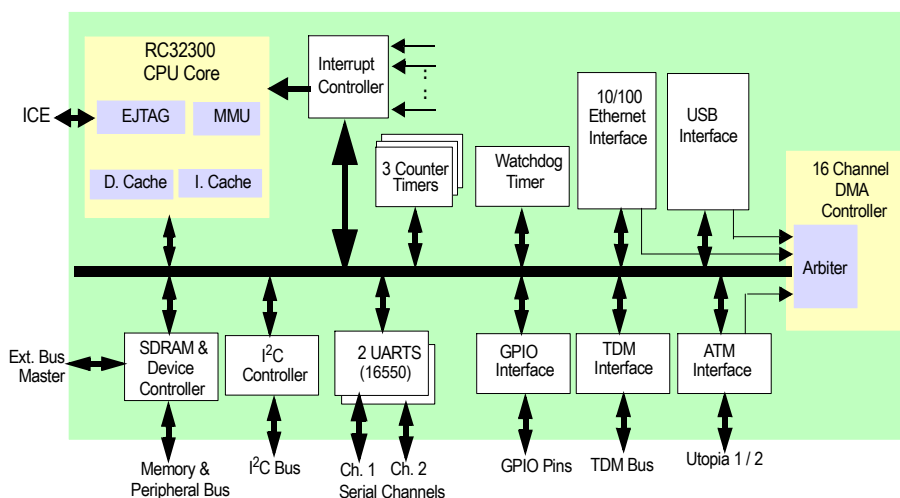 RC32300
CPU Core
EJTAG
MMU
D. Cache
I. Cache
ICE
Interrupt
Controller
3 Counter
Timers
Watchdog
Timer
10/100
Ethernet
Interface
USB
Interface
16 Channel
DMA
Controller
Arbiter
Ext. Bus
Master
SDRAM &
Device
Controller
I²C
Controller
2 UARTS
(16550)
GPIO
Interface
TDM
Interface
ATM
Interface
Memory &
Peripheral Bus
I²C Bus
Ch. 1
Ch. 2
Serial Channels
GPIO Pins
TDM Bus
Utopia 1 / 2